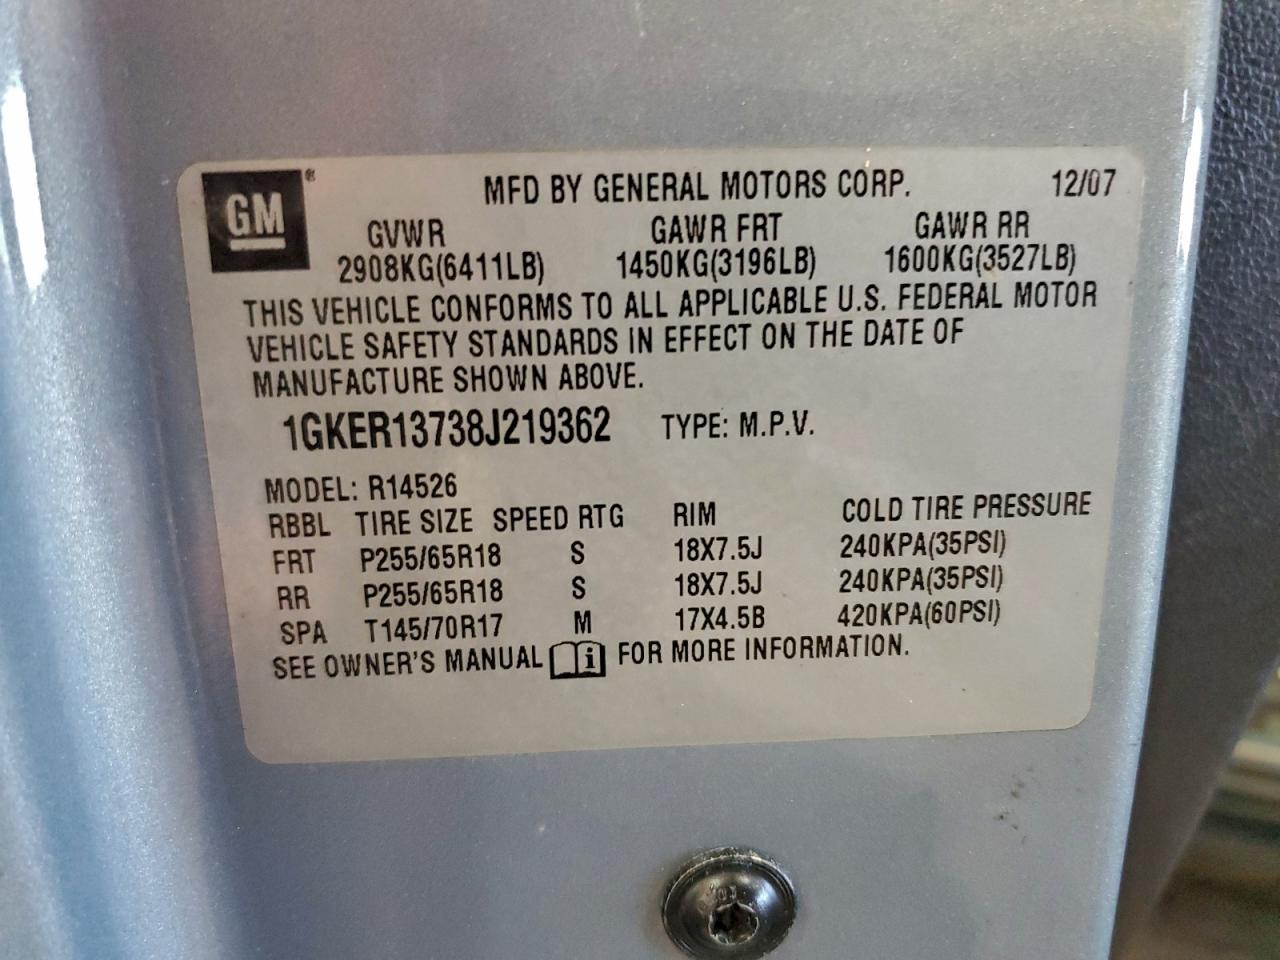 GM ® MFD BY GENERAL MOTORS CORP. 12/07
GVWR GAWR FRT GAWR RR
2908KG(6411LB) 1450KG(3196LB) 1600KG(3527LB)
THIS VEHICLE CONFORMS TO ALL APPLICABLE U.S. FEDERAL MOTOR
VEHICLE SAFETY STANDARDS IN EFFECT ON THE DATE OF
MANUFACTURE SHOWN ABOVE.
1GKER13738J219362 TYPE: M.P.V.
MODEL: R14526
RBBL TIRE SIZE SPEED RTG RIM COLD TIRE PRESSURE
FRT P255/65R18 S 18X7.5J 240KPA(35PSI)
RR P255/65R18 S 18X7.5J 240KPA(35PSI)
SPA T145/70R17 M 17X4.5B 420KPA(60PSI)
SEE OWNER'S MANUAL i FOR MORE INFORMATION.